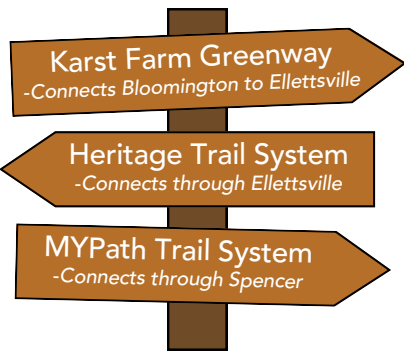 Karst Farm Greenway
-Connects Bloomington to Ellettsville
Heritage Trail System
-Connects through Ellettsville
MYPath Trail System
-Connects through Spencer